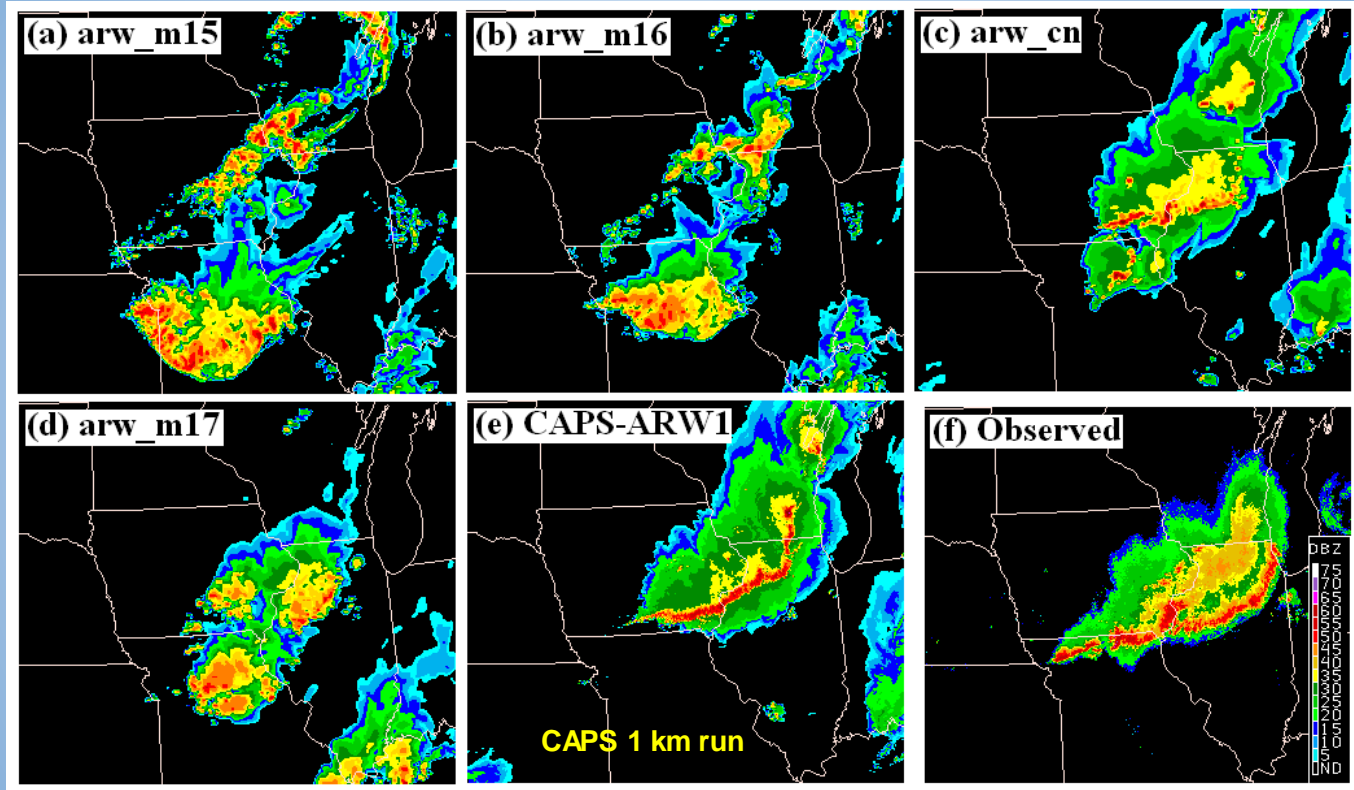 (a) arw_m15
(b) arw_m16
(c) arw_cn
(d) arw_m17
(e) CAPS-ARW1
(f) Observed
CAPS 1 km run
DBZ
75
70
65
60
55
50
45
40
35
30
25
20
15
10
5
ND